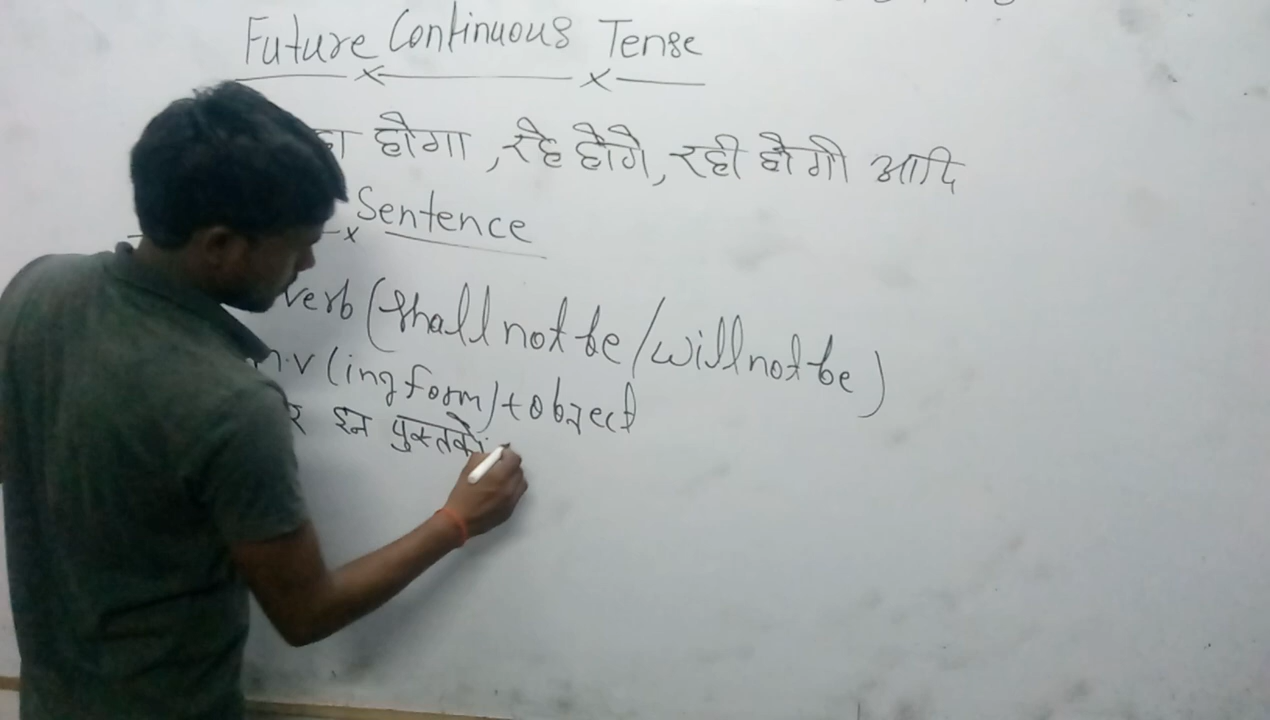 Future Continuous Tense
होगा , रहे होंगे, रही होगी आदि
Sentence
verb (shall not be / will not be)
m.v (ing form) + object
इन पुस्तकों